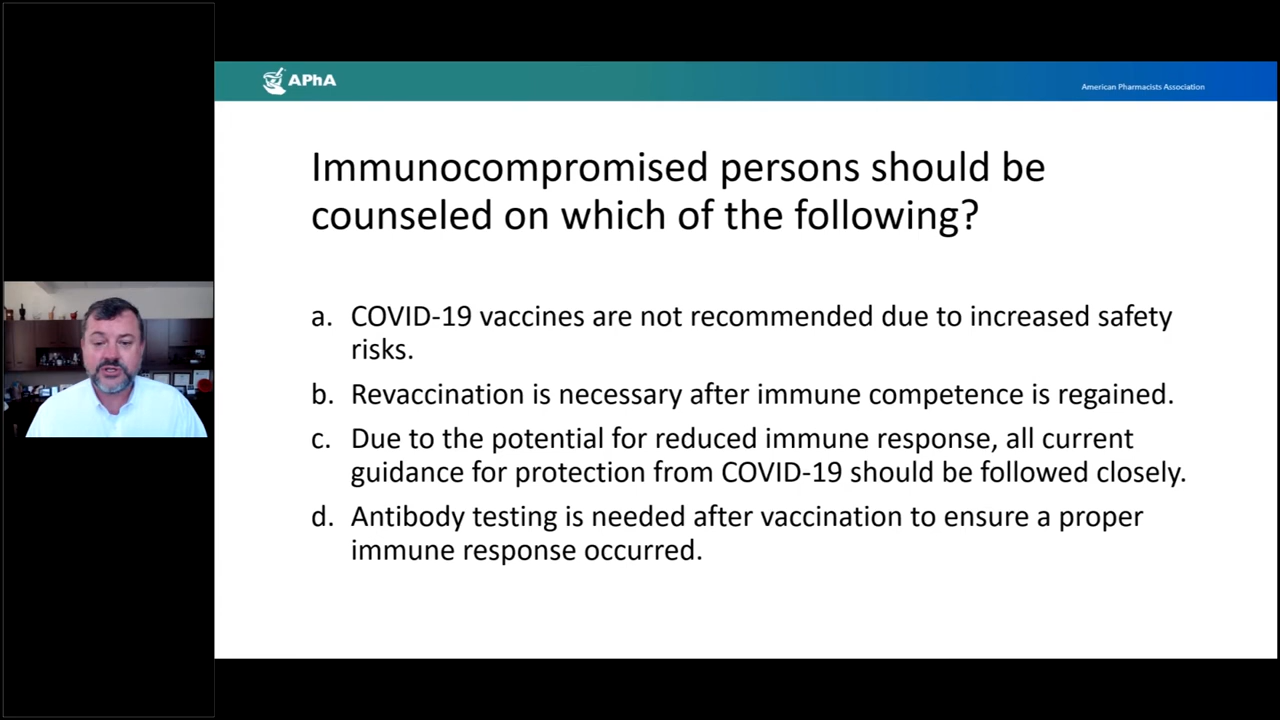 APhA
American Pharmacists Association
Immunocompromised persons should be
counseled on which of the following?
a. COVID-19 vaccines are not recommended due to increased safety
risks.
b. Revaccination is necessary after immune competence is regained.
c. Due to the potential for reduced immune response, all current
guidance for protection from COVID-19 should be followed closely.
d. Antibody testing is needed after vaccination to ensure a proper
immune response occurred.